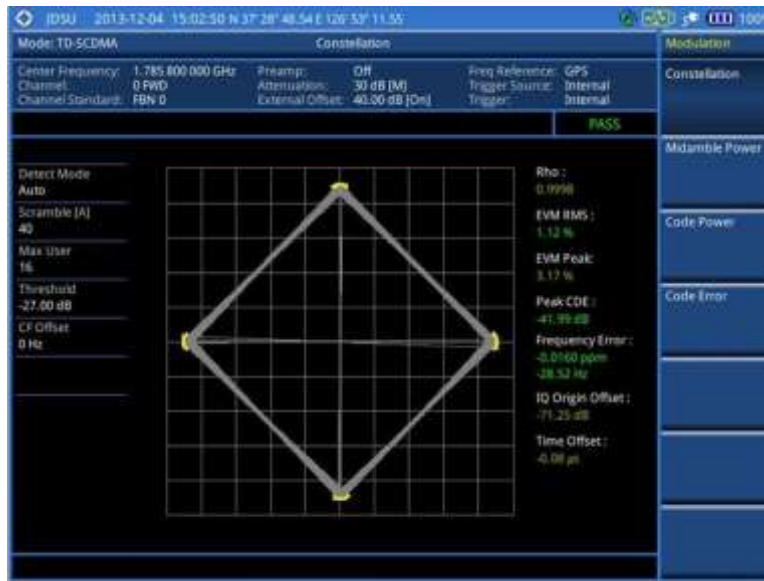 JDSU 2013-12-04 15:02:50 N 37° 28' 48.54 E 126° 53' 11.55 100%
Mode: TD-SCDMA
Constellation
Modulation
Center Frequency: 1.785 800 000 GHz
Channel: 0 FWD
Channel Standard: FBN 0
Preamp: Off
Attenuation: 30 dB [M]
External Offset: 40.00 dB [On]
Freq Reference: GPS
Trigger Source: Internal
Trigger: Internal
PASS
Detect Mode
Auto
Scramble [A]
40
Max User
16
Threshold
-27.00 dB
CF Offset
0 Hz
Rho :
0.9998
EVM RMS :
1.12 %
EVM Peak:
3.17 %
Peak CDE :
-41.99 dB
Frequency Error :
-0.0160 ppm
-28.52 Hz
IQ Origin Offset :
-71.25 dB
Time Offset :
-0.08 µs
Constellation
Midamble Power
Code Power
Code Error